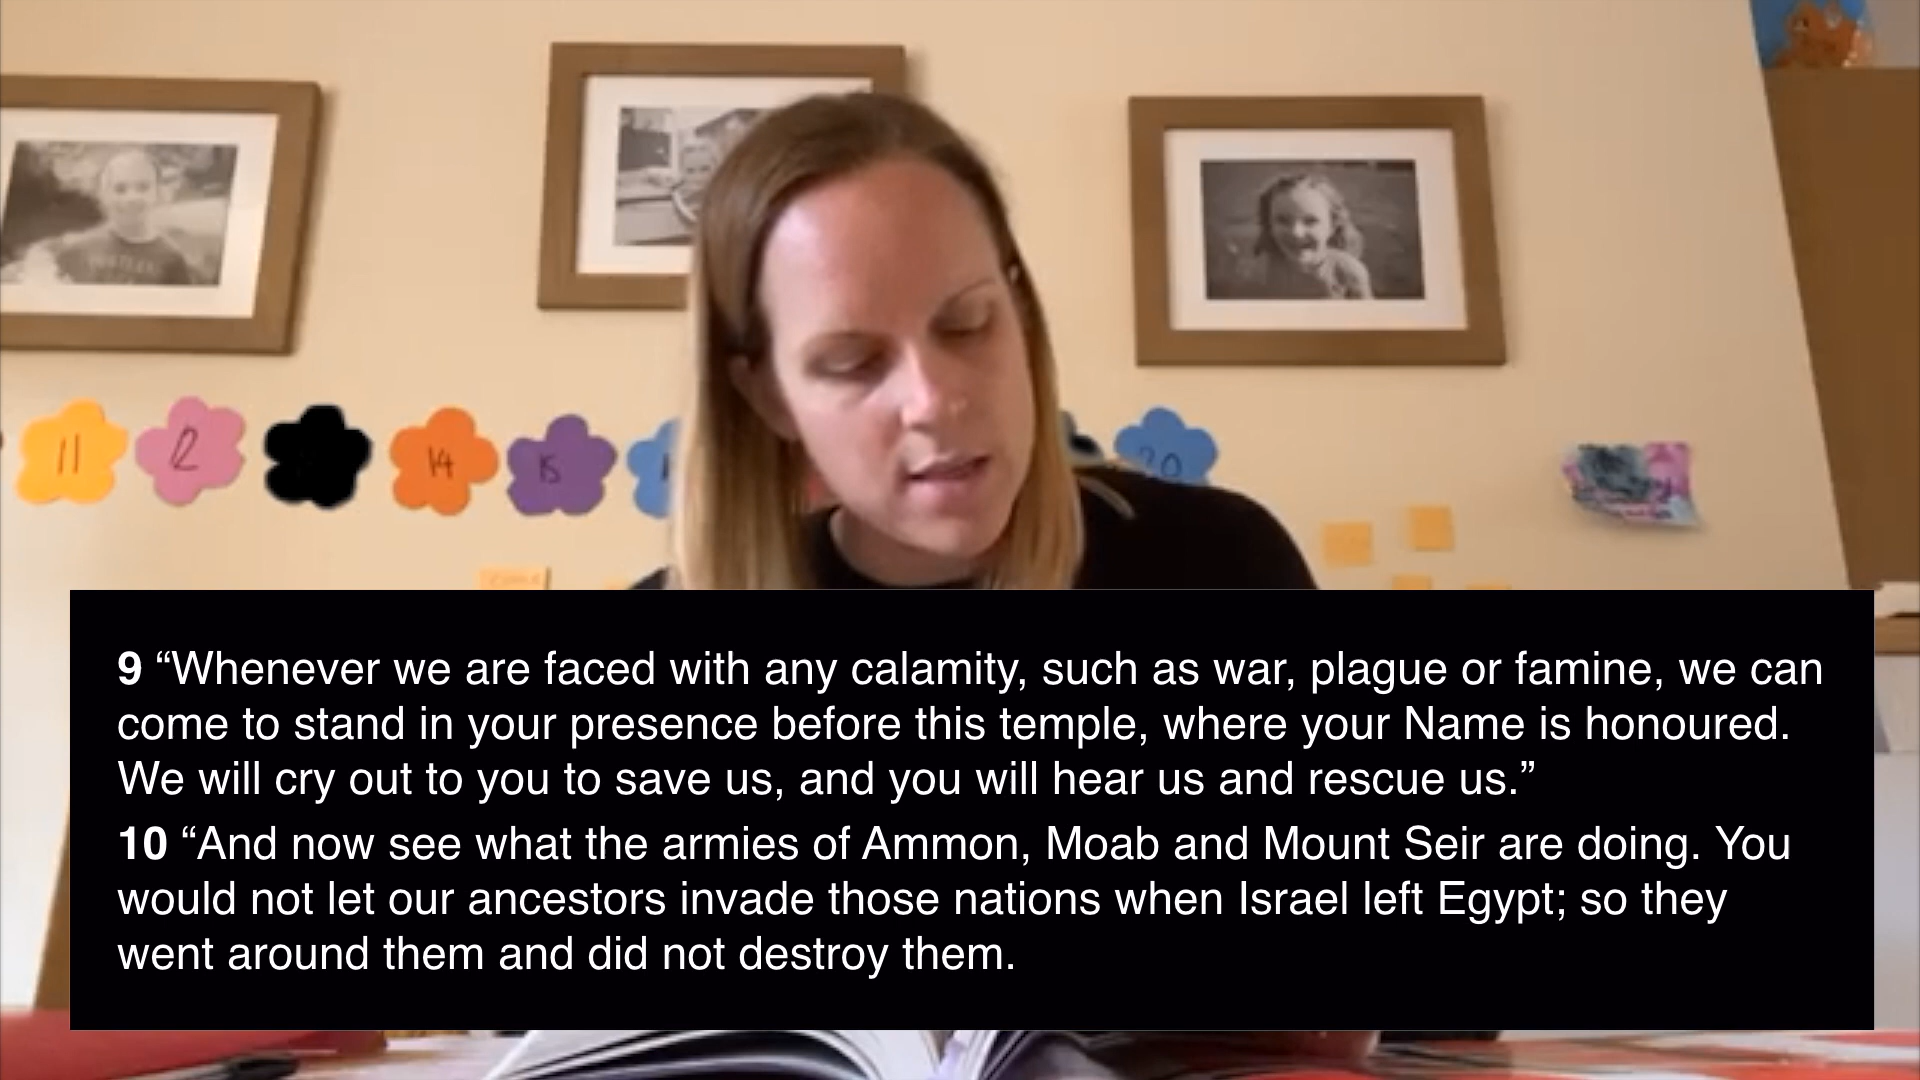 11
12
14
15
20
9 “Whenever we are faced with any calamity, such as war, plague or famine, we can
come to stand in your presence before this temple, where your Name is honoured.
We will cry out to you to save us, and you will hear us and rescue us.”
10 “And now see what the armies of Ammon, Moab and Mount Seir are doing. You
would not let our ancestors invade those nations when Israel left Egypt; so they
went around them and did not destroy them.